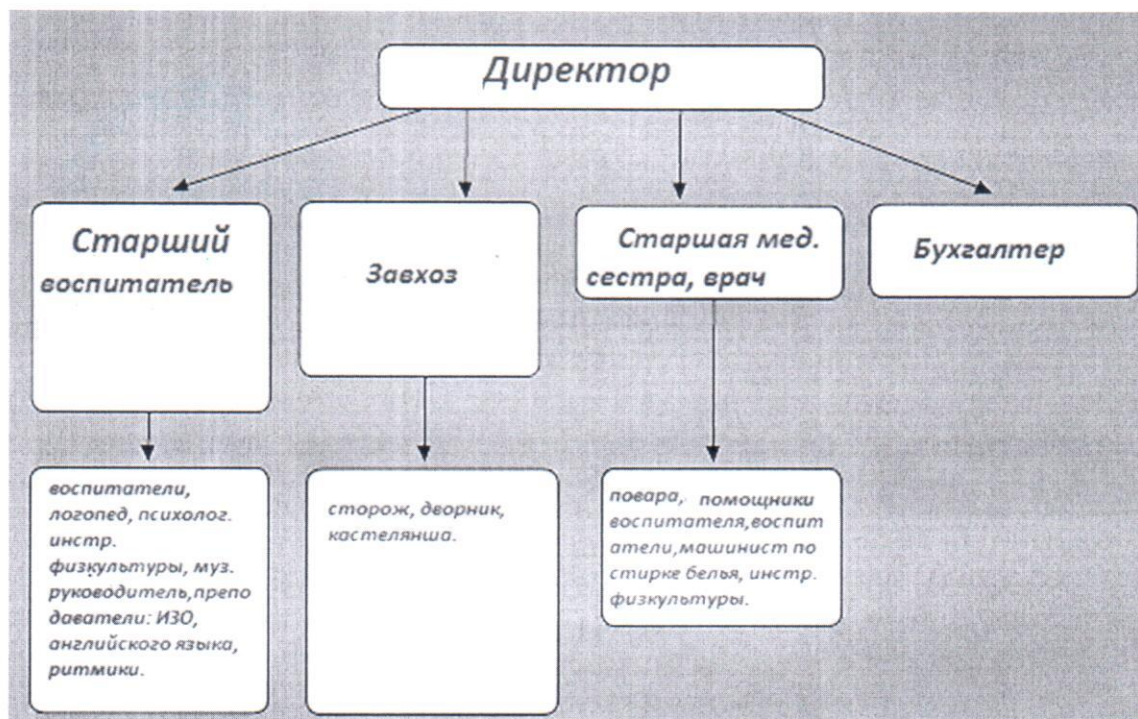 Директор
Старший
воспитатель
Завхоз
Старшая мед.
сестра, врач
Бухгалтер
воспитатели,
логопед, психолог.
инстр.
физкультуры, муз.
руководитель,препо
даватели: ИЗО,
английского языка,
ритмики.
сторож, дворник,
кастелянша.
повара, помощники
воспитателя,воспит
атели,машинист по
стирке белья, инстр.
физкультуры.